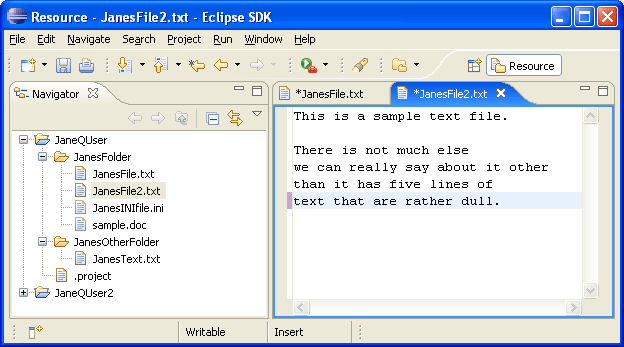 Resource - JanesFile2.txt - Eclipse SDK
File Edit Navigate Search Project Run Window Help
Resource
Navigator
JaneQUser
JanesFolder
JanesFile.txt
JanesFile2.txt
JanesINIfile.ini
sample.doc
JanesOtherFolder
JanesText.txt
.project
JaneQUser2
*JanesFile.txt
*JanesFile2.txt
This is a sample text file.
There is not much else
we can really say about it other
than it has five lines of
text that are rather dull.
Writable
Insert